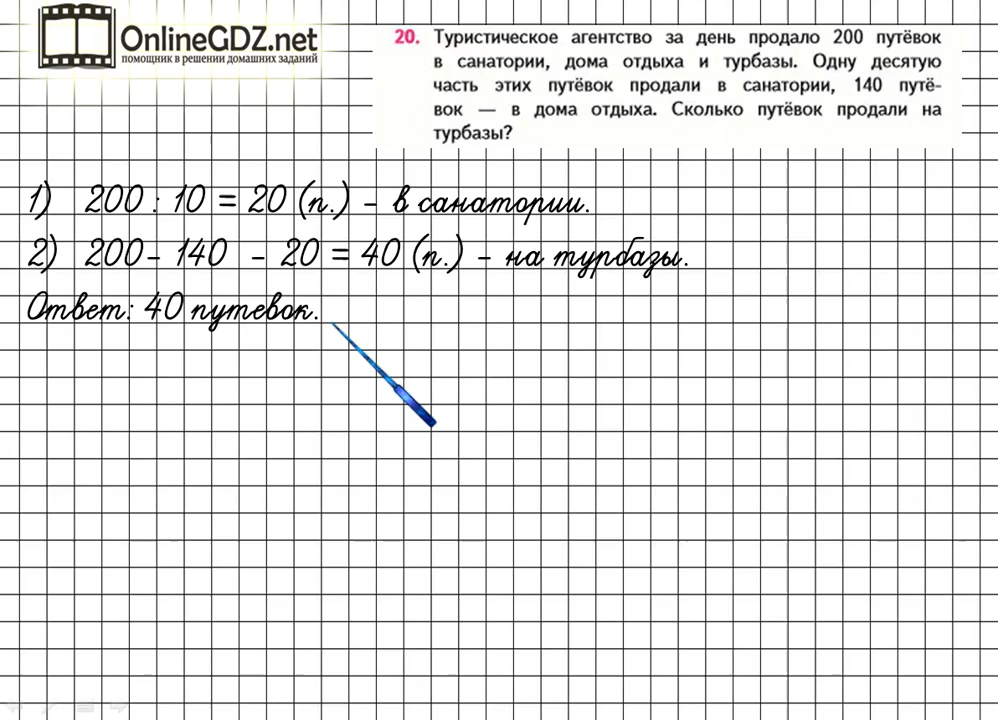 OnlineGDZ.net
помощник в решении домашних заданий
20. Туристическое агентство за день продало 200 путёвок
в санатории, дома отдыха и турбазы. Одну десятую
часть этих путёвок продали в санатории, 140 путё-
вок — в дома отдыха. Сколько путёвок продали на
турбазы?
1) 200 : 10 = 20 (п.) - в санатории.
2) 200 - 140 - 20 = 40 (п.) - на турбазы.
Ответ: 40 путевок.